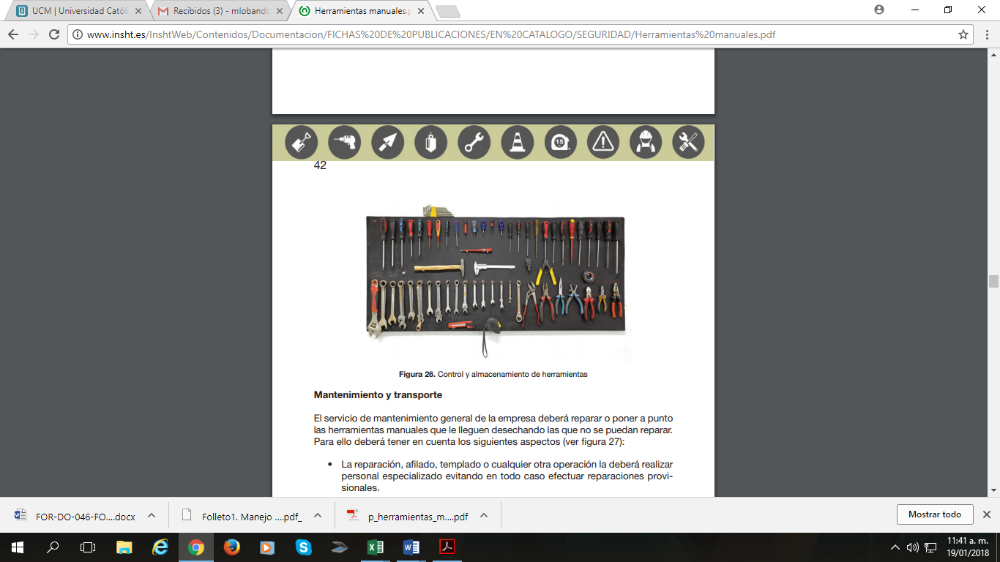 UCM | Universidad Católi
Recibidos (3) - mlobando
Herramientas manuales.p
www.insht.es/InshtWeb/Contenidos/Documentacion/FICHAS%20DE%20PUBLICACIONES/EN%20CATALOGO/SEGURIDAD/Herramientas%20manuales.pdf
15
42
Figura 26. Control y almacenamiento de herramientas
Mantenimiento y transporte
El servicio de mantenimiento general de la empresa deberá reparar o poner a punto
las herramientas manuales que le lleguen desechando las que no se puedan reparar.
Para ello deberá tener en cuenta los siguientes aspectos (ver figura 27):
• La reparación, afilado, templado o cualquier otra operación la deberá realizar
personal especializado evitando en todo caso efectuar reparaciones provi-
sionales.
FOR-DO-046-FO....docx
Folleto1. Manejo ....pdf_
p_herramientas_m....pdf
Mostrar todo
11:41 a. m.
19/01/2018